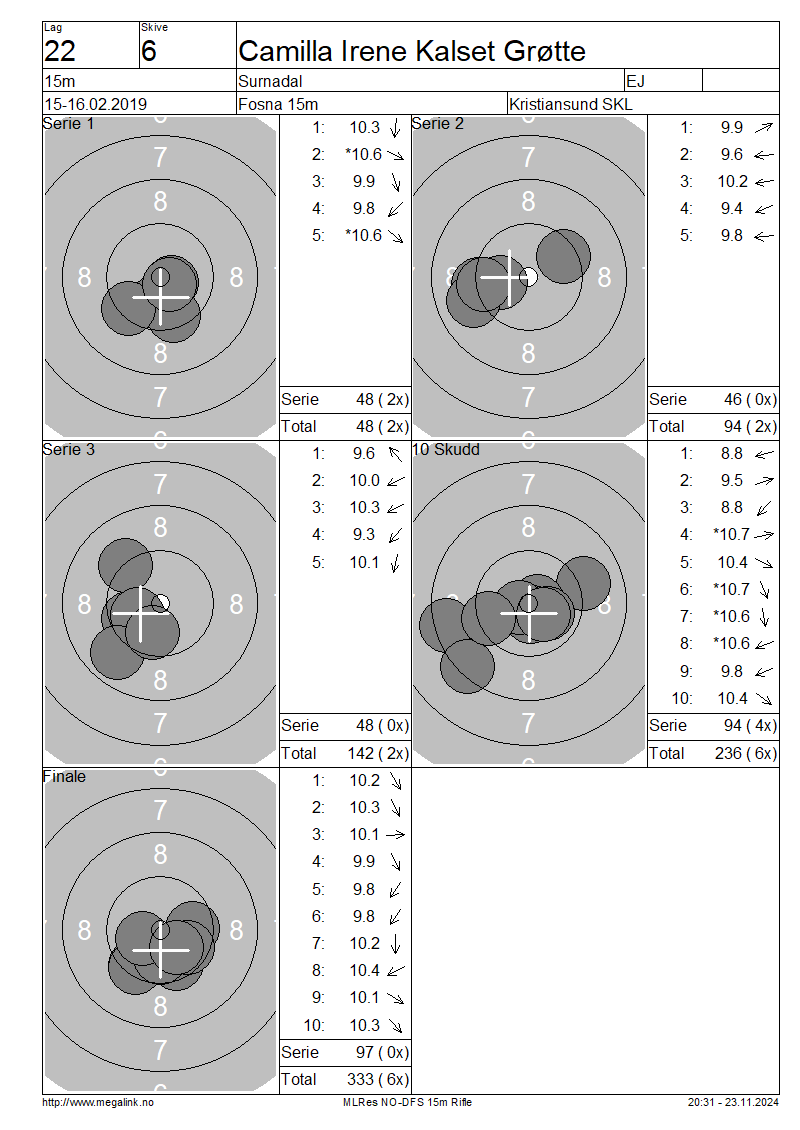 Lag
Skive
22
6
Camilla Irene Kalset Grøtte
15m
Surnadal
EJ
15-16.02.2019
Fosna 15m
Kristiansund SKL
Serie 1
7
8
8
8
8
7
1: 10.3
2: *10.6
3: 9.9
4: 9.8
5: *10.6
Serie 48 ( 2x)
Total 48 ( 2x)
Serie 2
7
8
8
8
8
7
1: 9.9
2: 9.6
3: 10.2
4: 9.4
5: 9.8
Serie 46 ( 0x)
Total 94 ( 2x)
Serie 3
7
8
8
8
8
7
1: 9.6
2: 10.0
3: 10.3
4: 9.3
5: 10.1
Serie 48 ( 0x)
Total 142 ( 2x)
10 Skudd
7
8
8
8
7
1: 8.8
2: 9.5
3: 8.8
4: *10.7
5: 10.4
6: *10.7
7: *10.6
8: *10.6
9: 9.8
10: 10.4
Serie 94 ( 4x)
Total 236 ( 6x)
Finale
7
8
8
8
8
7
1: 10.2
2: 10.3
3: 10.1
4: 9.9
5: 9.8
6: 9.8
7: 10.2
8: 10.4
9: 10.1
10: 10.3
Serie 97 ( 0x)
Total 333 ( 6x)
http://www.megalink.no
MLRes NO-DFS 15m Rifle
20:31 - 23.11.2024